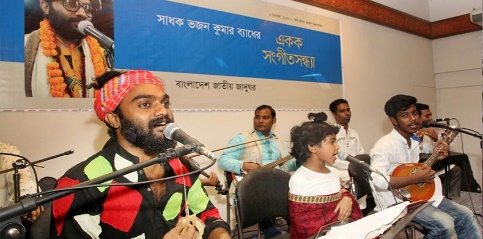 সাধক ভজন কুমার ব্যাধের
একক
সংগীতসন্ধ্যা
বাংলাদেশ জাতীয় জাদুঘর